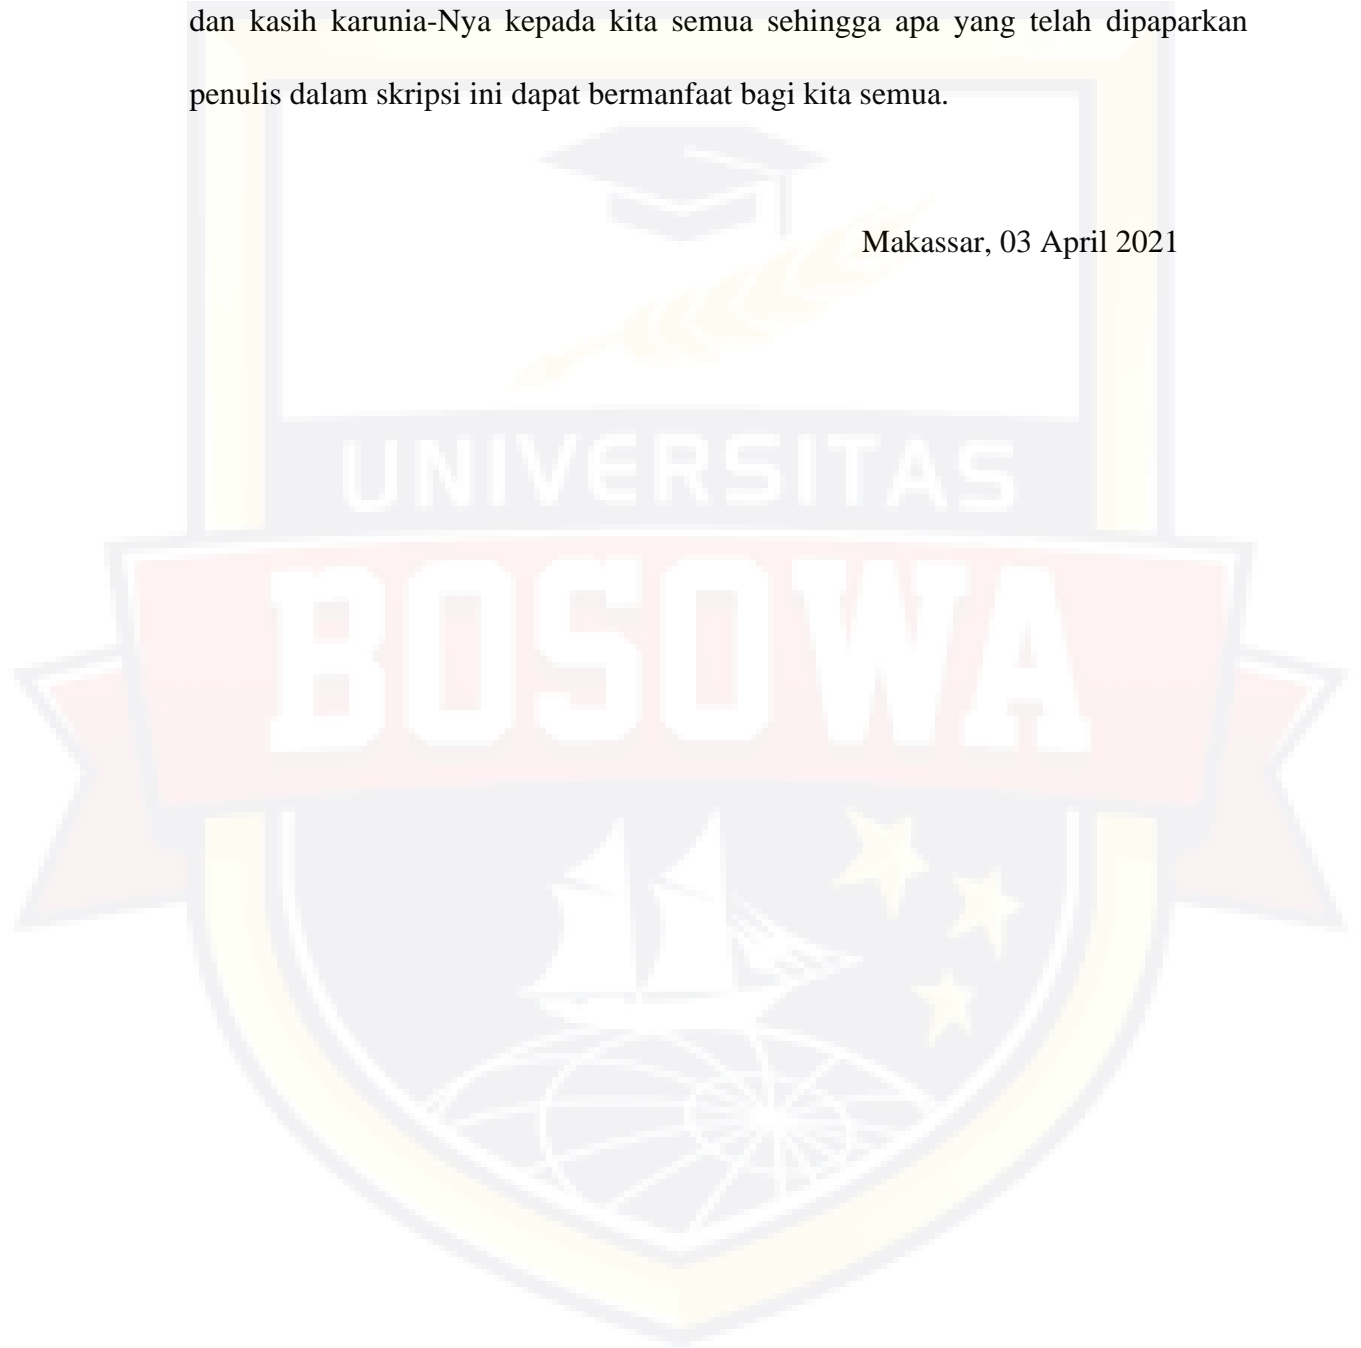 dan kasih karunia-Nya kepada kita semua sehingga apa yang telah dipaparkan
penulis dalam skripsi ini dapat bermanfaat bagi kita semua.
Makassar, 03 April 2021
UNIVERSITAS
BOSOWA